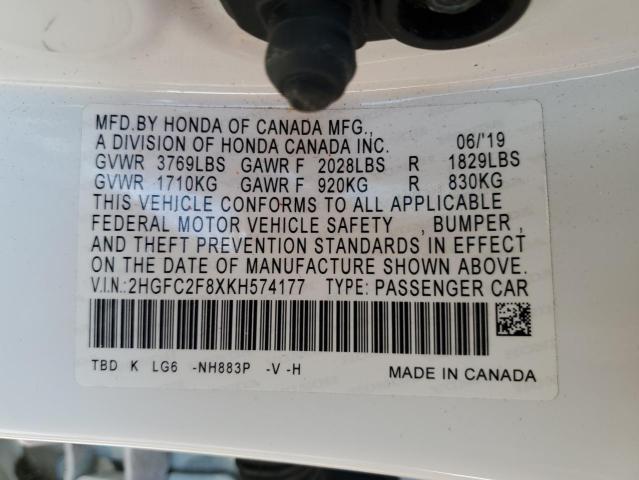 MFD.BY HONDA OF CANADA MFG.,
A DIVISION OF HONDA CANADA INC. 06/'19
GVWR 3769LBS GAWR F 2028LBS R 1829LBS
GVWR 1710KG GAWR F 920KG R 830KG
THIS VEHICLE CONFORMS TO ALL APPLICABLE
FEDERAL MOTOR VEHICLE SAFETY , BUMPER ,
AND THEFT PREVENTION STANDARDS IN EFFECT
ON THE DATE OF MANUFACTURE SHOWN ABOVE.
V.I.N.:2HGFC2F8XKH574177 TYPE: PASSENGER CAR
TBD K LG6 -NH883P -V -H MADE IN CANADA